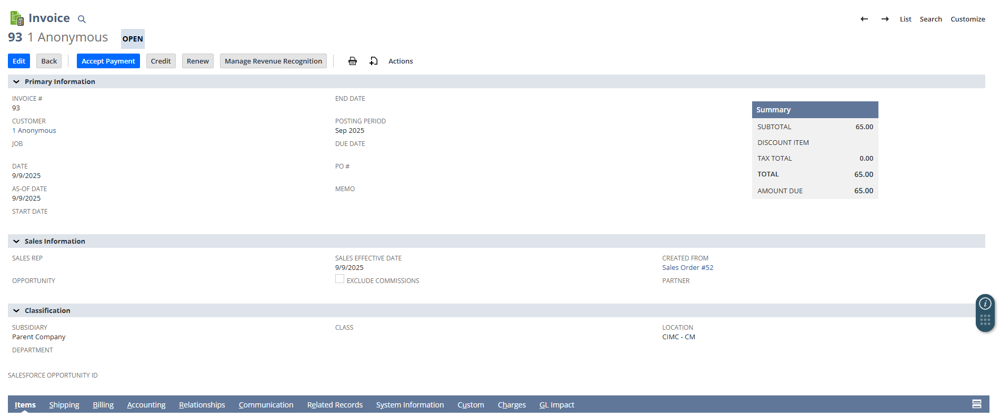 Invoice
List Search Customize
93 1 Anonymous OPEN
Edit Back Accept Payment Credit Renew Manage Revenue Recognition Actions
Primary Information
INVOICE #
93
CUSTOMER
1 Anonymous
JOB
DATE
9/9/2025
AS-OF DATE
9/9/2025
START DATE
END DATE
POSTING PERIOD
Sep 2025
DUE DATE
PO #
MEMO
Summary
SUBTOTAL 65.00
DISCOUNT ITEM
TAX TOTAL 0.00
TOTAL 65.00
AMOUNT DUE 65.00
Sales Information
SALES REP
OPPORTUNITY
SALES EFFECTIVE DATE
9/9/2025
EXCLUDE COMMISSIONS
CREATED FROM
Sales Order #52
PARTNER
Classification
SUBSIDIARY
Parent Company
DEPARTMENT
CLASS
LOCATION
CIMC - CM
SALESFORCE OPPORTUNITY ID
Items Shipping Billing Accounting Relationships Communication Related Records System Information Custom Charges GL Impact